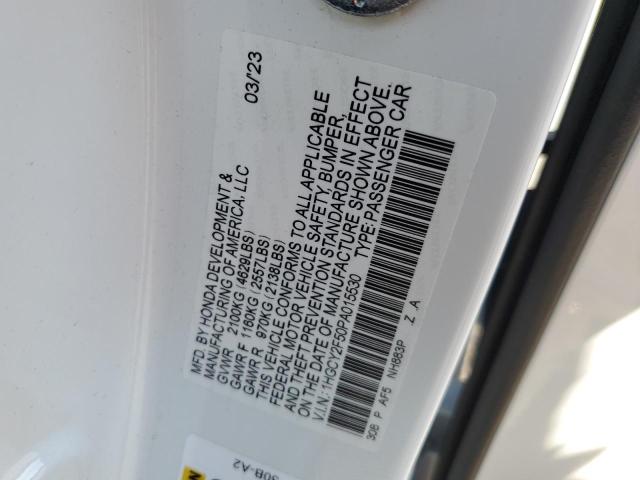 MFD. BY HONDA DEVELOPMENT &
MANUFACTURING OF AMERICA, LLC 03/23
GVWR 2100KG (4629LBS)
GAWR F 1160KG (2557LBS)
GAWR R 970KG (2138LBS)
THIS VEHICLE CONFORMS TO ALL APPLICABLE
FEDERAL MOTOR VEHICLE SAFETY, BUMPER,
AND THEFT PREVENTION STANDARDS IN EFFECT
ON THE DATE OF MANUFACTURE SHOWN ABOVE.
V.I.N.: 1HGCY2F50PA015630 TYPE: PASSENGER CAR
30B P AF5 NH883P Z A
30B-A2